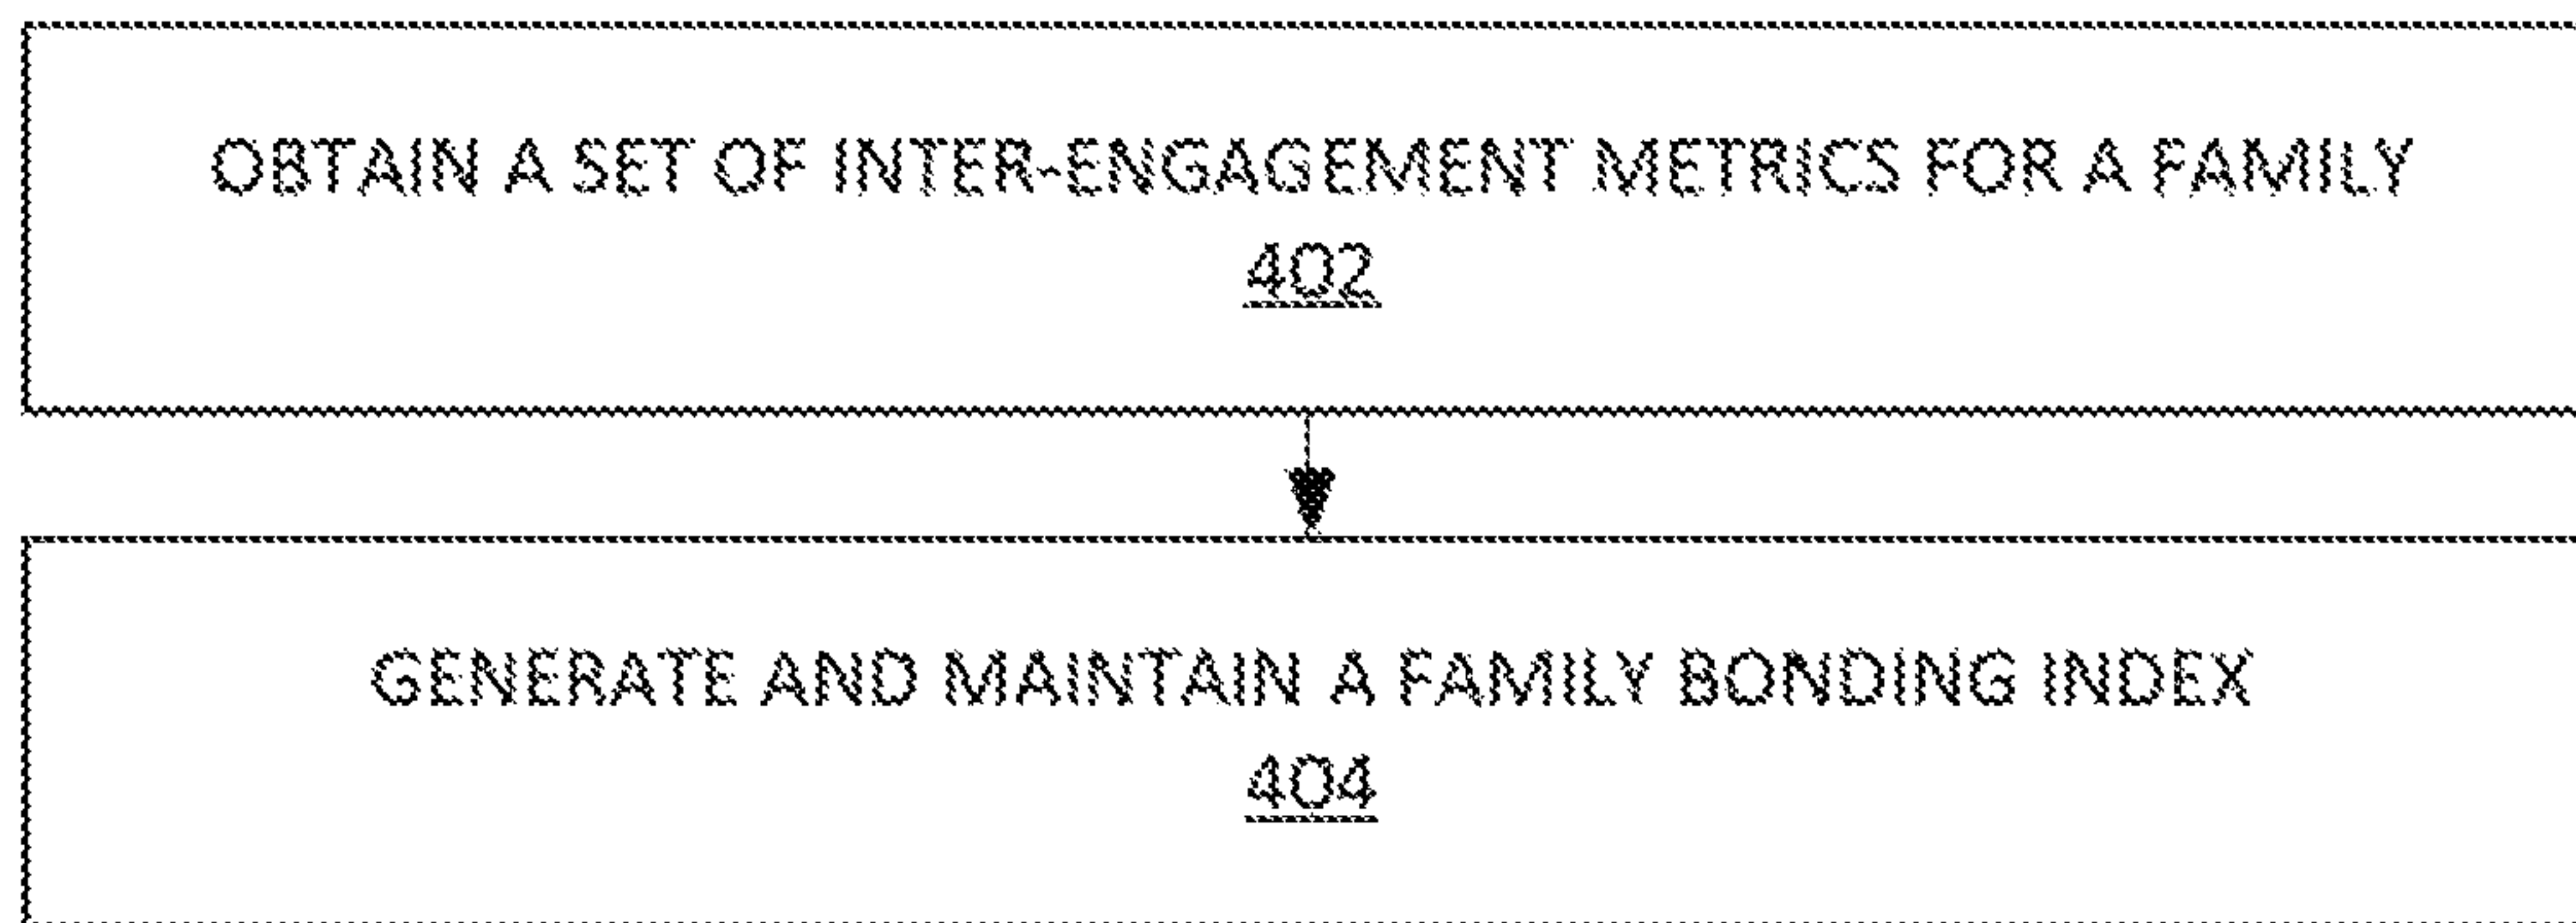 OBTAIN A SET OF INTER-ENGAGEMENT METRICS FOR A FAMILY
402
GENERATE AND MAINTAIN A FAMILY BONDING INDEX
404